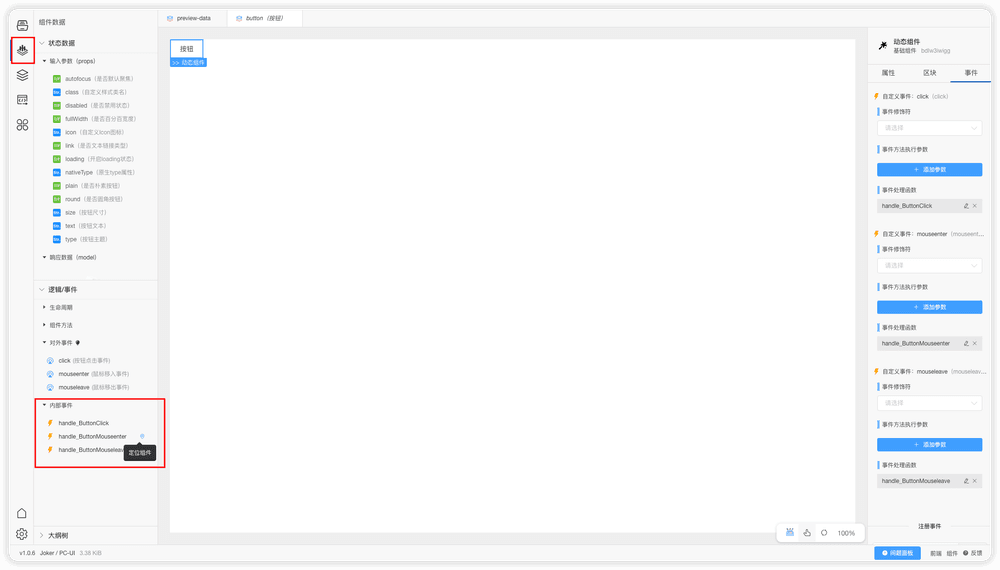 组件数据
preview-data
button（按钮）
状态数据
输入参数（props）
autofocus（是否默认聚焦）
class（自定义样式类名）
disabled（是否禁用状态）
fullWidth（是否百分百宽度）
icon（自定义icon图标）
link（是否文本链接类型）
loading（开启loading状态）
nativeType（原生type属性）
plain（是否朴素按钮）
round（是否圆角按钮）
size（按钮尺寸）
text（按钮文本）
type（按钮主题）
响应数据（model）
逻辑/事件
生命周期
组件方法
对外事件
click (按钮点击事件)
mouseenter (鼠标移入事件)
mouseleave (鼠标移出事件)
内部事件
handle_ButtonClick
handle_ButtonMouseenter
handle_ButtonMouseleav
定位组件
大纲树
按钮
>> 动态组件
100%
动态组件
基础组件 bdlw3iwigg
属性
区块
事件
自定义事件：click（click）
事件修饰符
请选择
事件方法执行参数
＋ 添加参数
事件处理函数
handle_ButtonClick
自定义事件：mouseenter（mouseent...
事件修饰符
请选择
事件方法执行参数
＋ 添加参数
事件处理函数
handle_ButtonMouseenter
自定义事件：mouseleave（mouseleav...
事件修饰符
请选择
事件方法执行参数
＋ 添加参数
事件处理函数
handle_ButtonMouseleave
注册事件
v1.0.6 Joker / PC-UI 3.38 KiB
问题面板
前端 组件 反馈